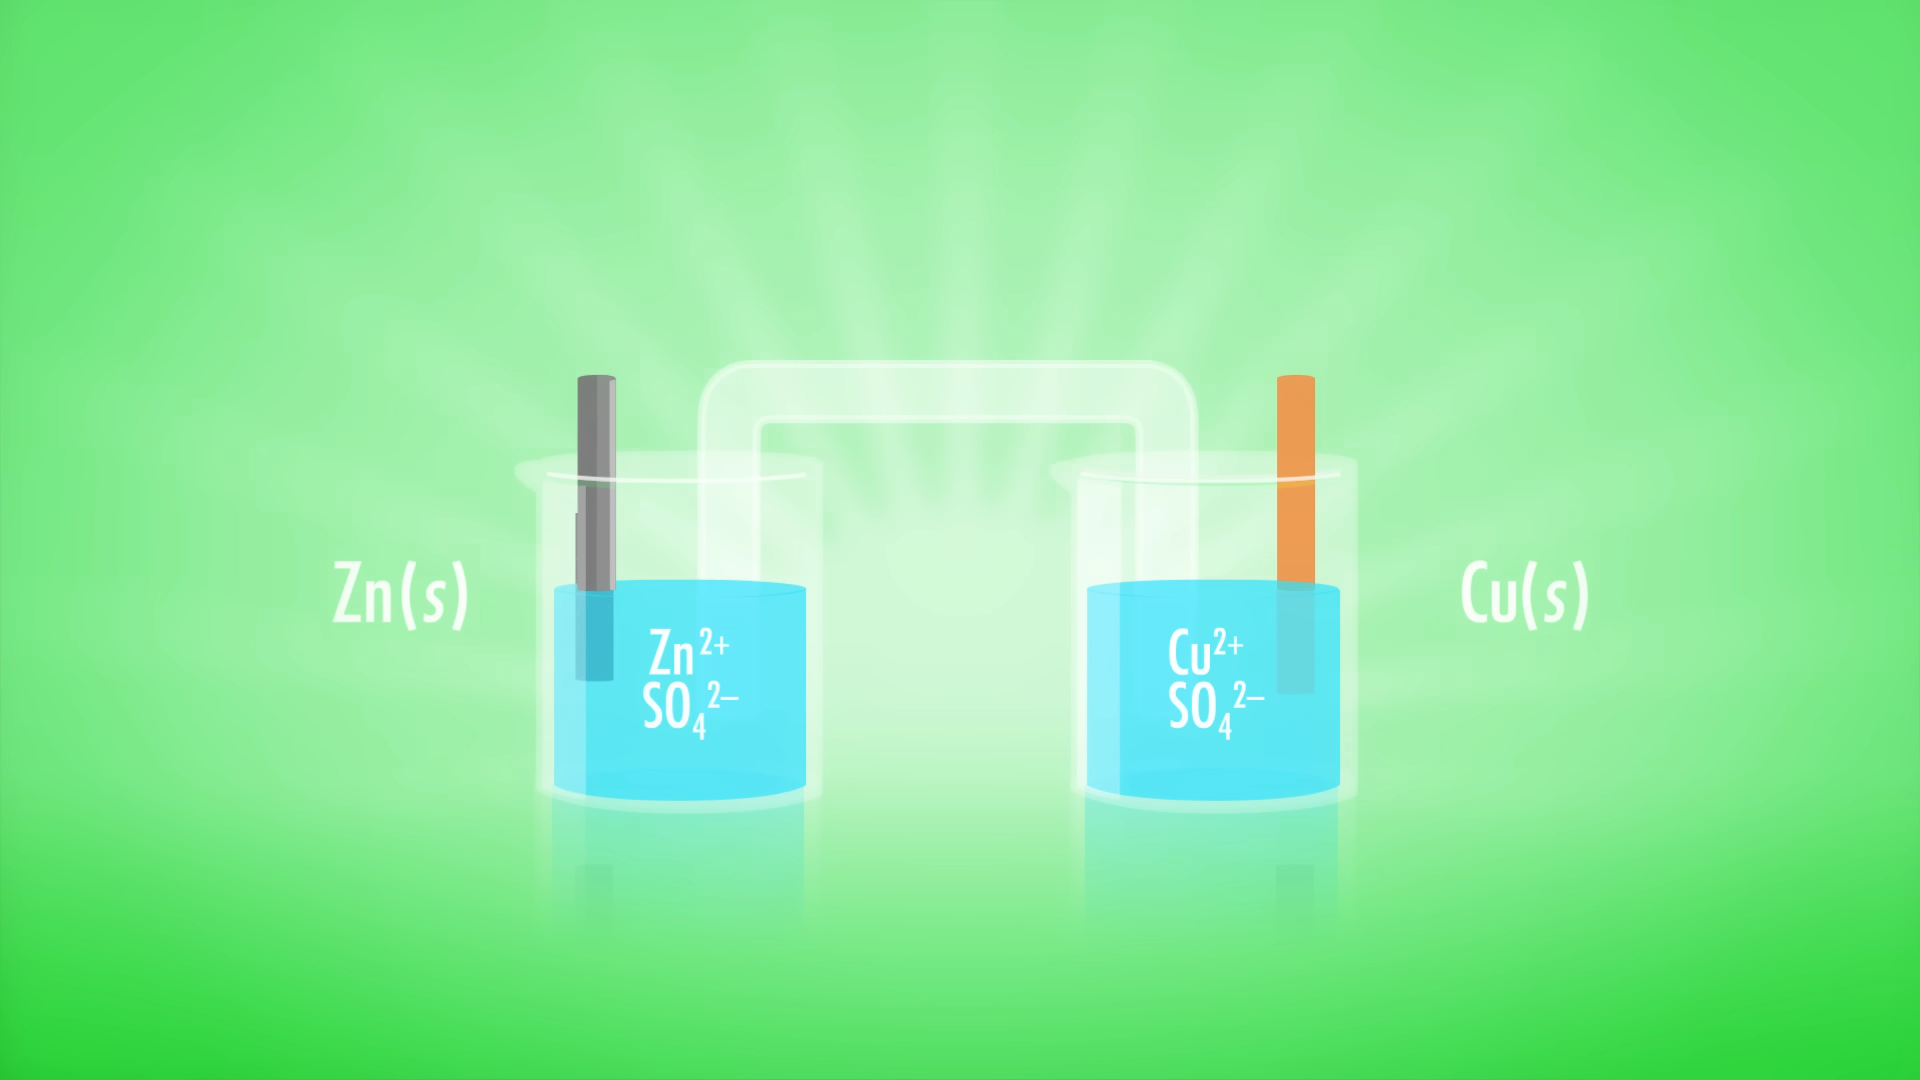 Zn(s)
Zn²⁺
SO₄²⁻
Cu²⁺
SO₄²⁻
Cu(s)